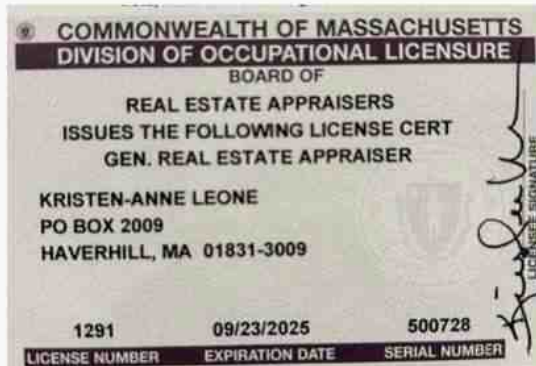 COMMONWEALTH OF MASSACHUSETTS
DIVISION OF OCCUPATIONAL LICENSURE
BOARD OF
REAL ESTATE APPRAISERS
ISSUES THE FOLLOWING LICENSE CERT
GEN. REAL ESTATE APPRAISER
KRISTEN-ANNE LEONE
PO BOX 2009
HAVERHILL, MA 01831-3009
1291 09/23/2025 500728
LICENSE NUMBER EXPIRATION DATE SERIAL NUMBER
LICENSEE SIGNATURE